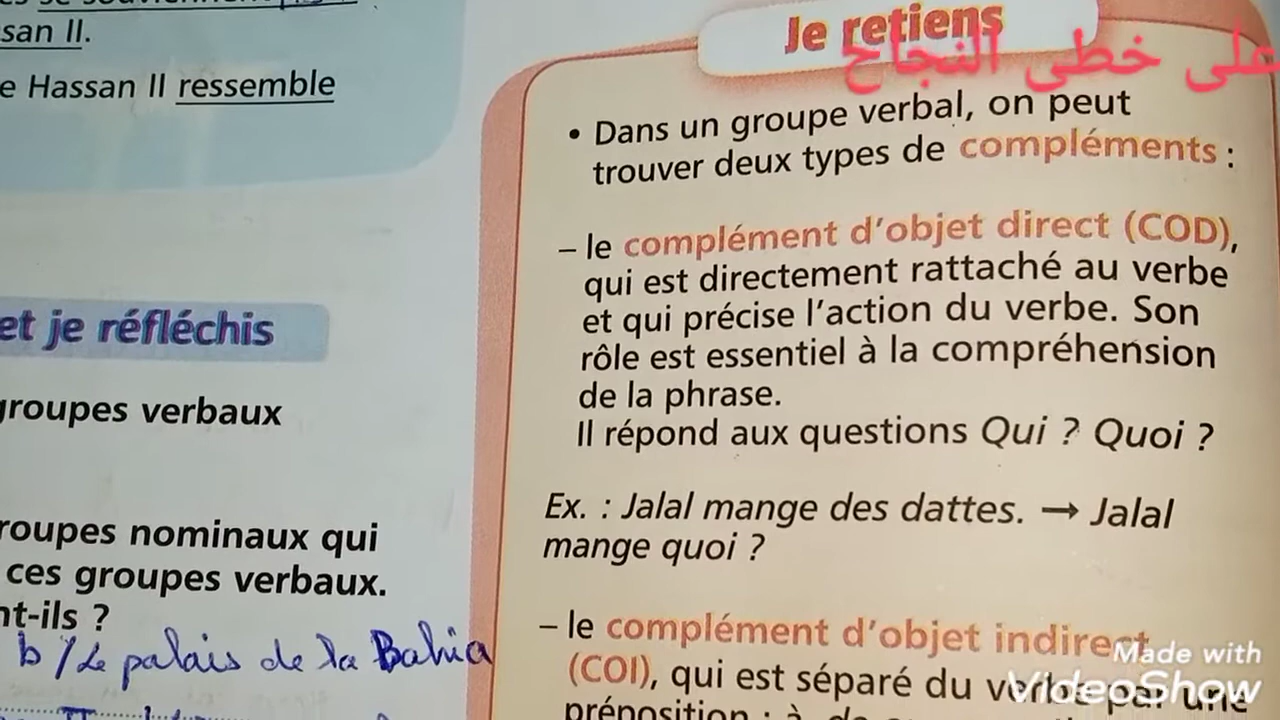 san II.
e Hassan II ressemble
et je réfléchis
groupes verbaux
roupes nominaux qui
ces groupes verbaux.
nt-ils ?
b / Le palais de la Bahia
Je retiens
على خطى النجاح
• Dans un groupe verbal, on peut
trouver deux types de compléments :
– le complément d'objet direct (COD),
qui est directement rattaché au verbe
et qui précise l'action du verbe. Son
rôle est essentiel à la compréhension
de la phrase.
Il répond aux questions Qui ? Quoi ?
Ex. : Jalal mange des dattes. → Jalal
mange quoi ?
– le complément d'objet indirect
(COI), qui est séparé du verbe par une
préposition : à, de
Made with
VideoShow